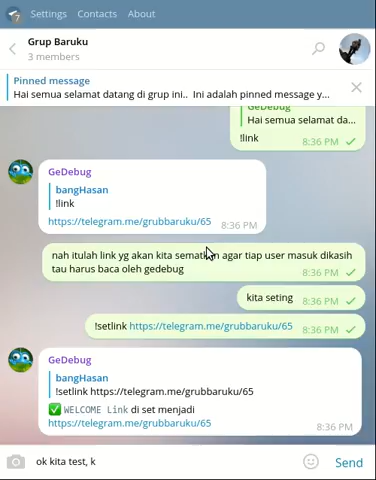 7
Settings Contacts About
Grup Baruku
3 members
Pinned message
Hai semua selamat datang di grup ini.. Ini adalah pinned message y...
GeDebug
Hai semua selamat da...
!link
8:36 PM
GeDebug
bangHasan
!link
https://telegram.me/grubbaruku/65
8:36 PM
nah itulah link yg akan kita sematkan agar tiap user masuk dikasih
tau harus baca oleh gedebug
8:36 PM
kita seting
8:36 PM
!setlink https://telegram.me/grubbaruku/65
8:36 PM
GeDebug
bangHasan
!setlink https://telegram.me/grubbaruku/65
✅ WELCOME Link di set menjadi
https://telegram.me/grubbaruku/65
8:36 PM
ok kita test, k
Send